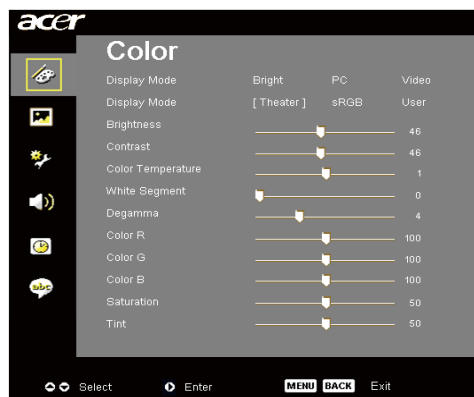 acer
Color
Display Mode Bright PC Video
Display Mode [ Theater ] sRGB User
Brightness 46
Contrast 46
Color Temperature 1
White Segment 0
Degamma 4
Color R 100
Color G 100
Color B 100
Saturation 50
Tint 50
abc
Select Enter MENU BACK Exit